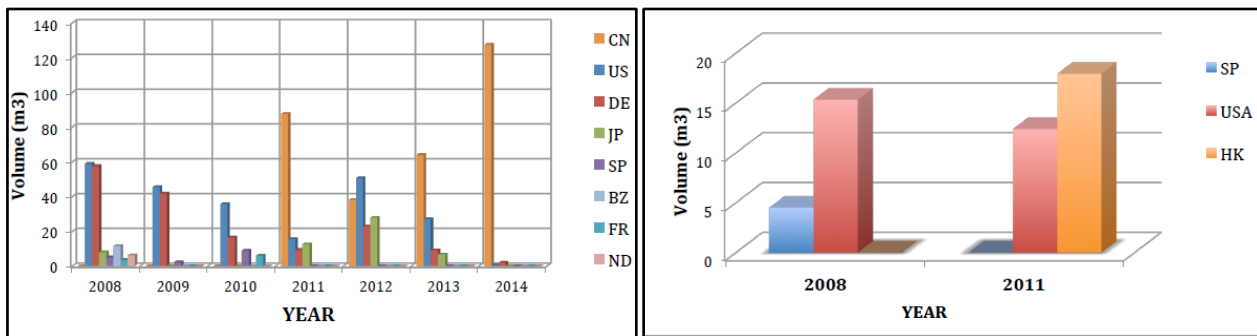 140
120
100
80
60
40
20
0
Volume (m3)
2008 2009 2010 2011 2012 2013 2014
YEAR
CN
US
DE
JP
SP
BZ
FR
ND
20
15
10
5
0
Volume (m3)
2008 2011
YEAR
SP
USA
HK